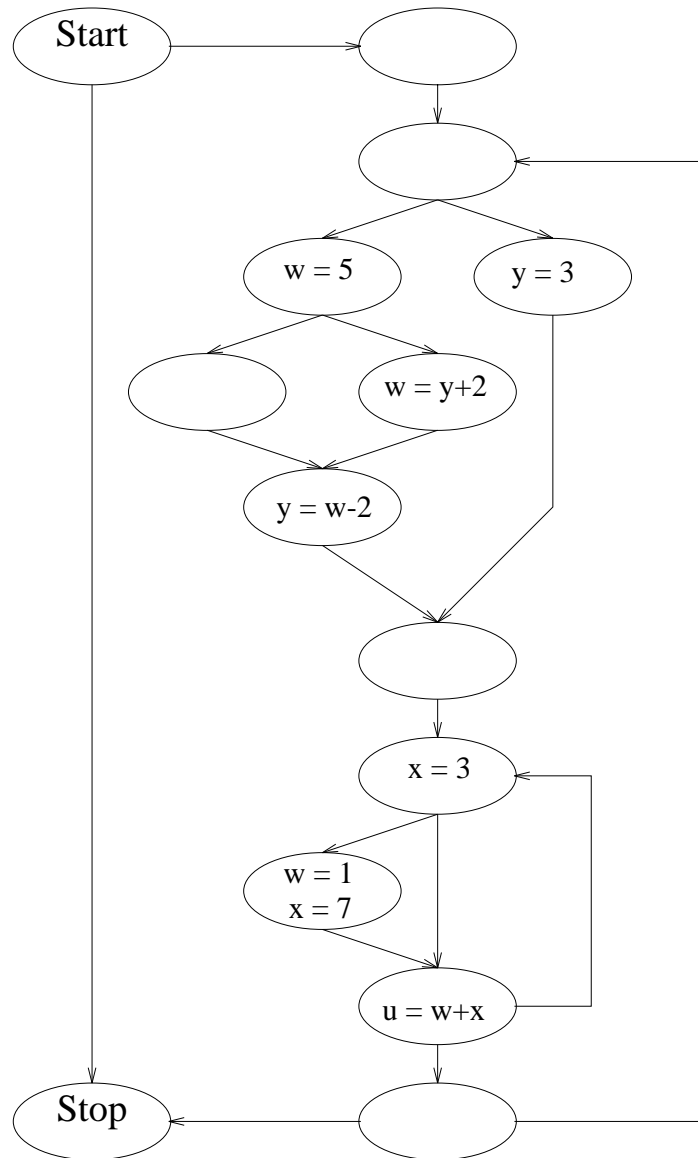 Start
w = 5
y = 3
w = y+2
y = w-2
x = 3
w = 1
x = 7
u = w+x
Stop